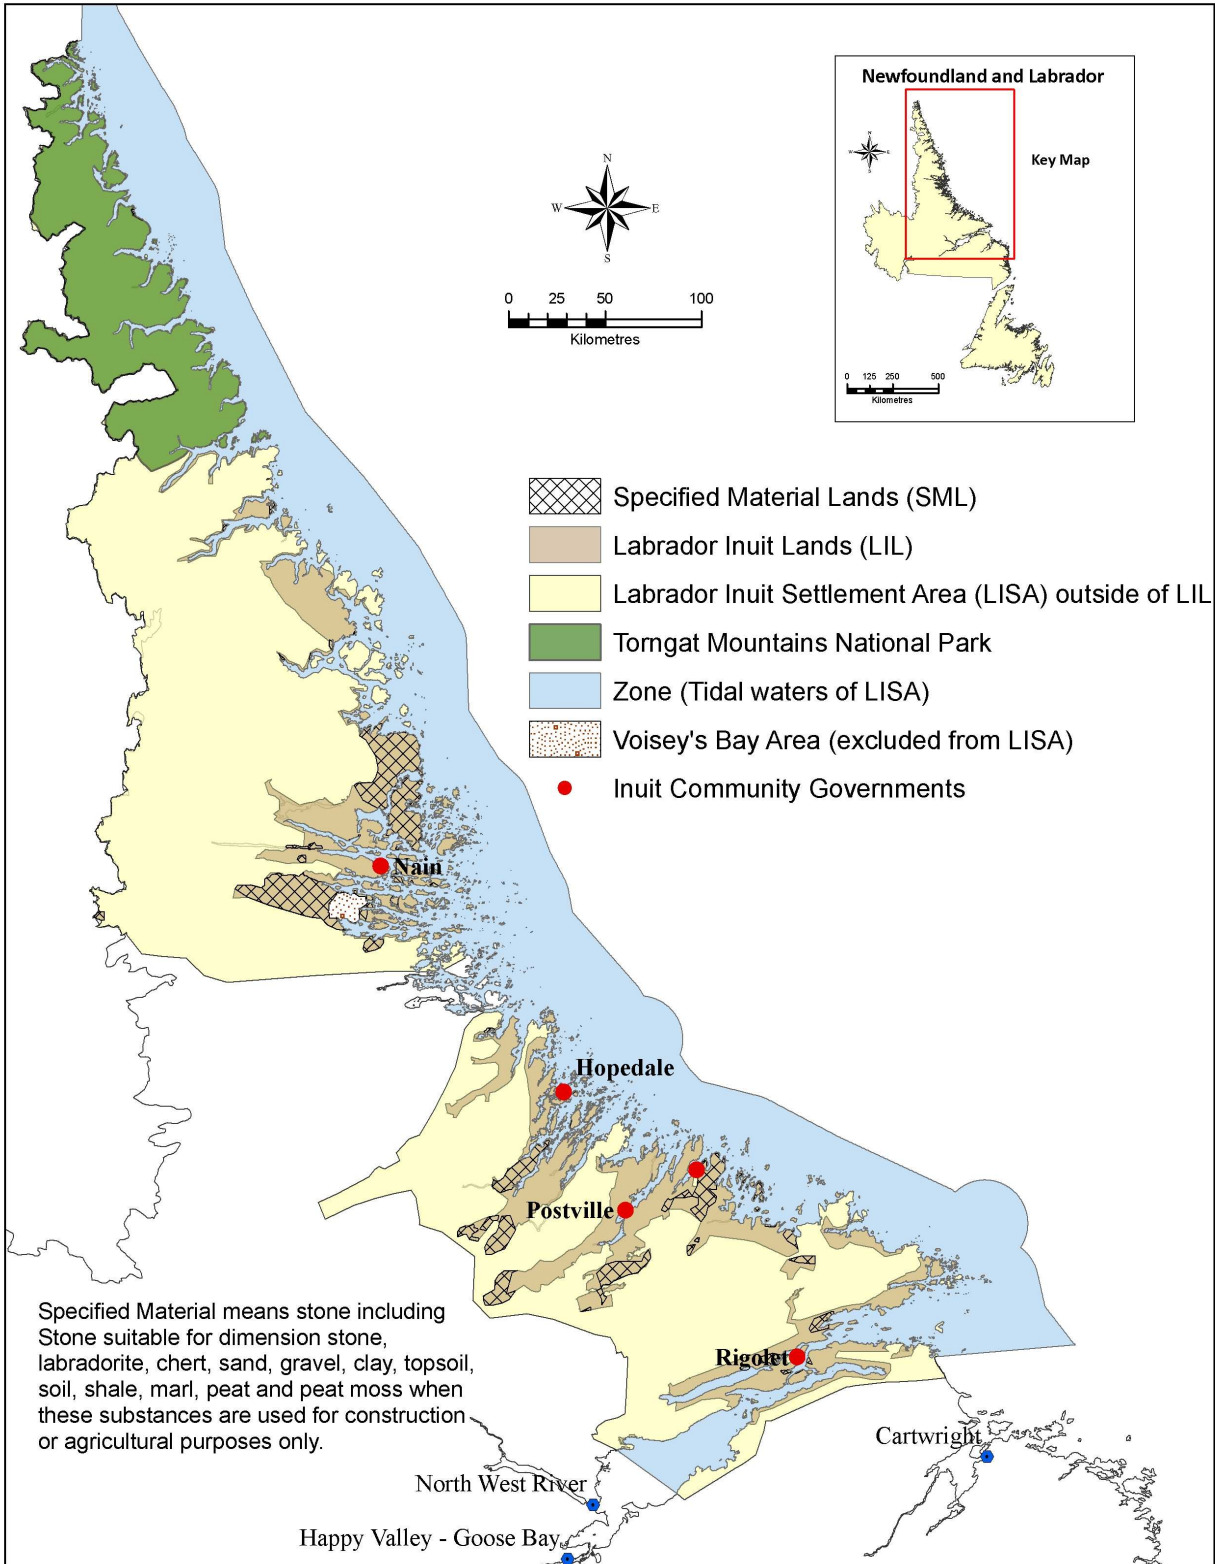 Newfoundland and Labrador
N
W
E
S
Key Map
0 125 250 500
Kilometres
N
W
E
S
0 25 50 100
Kilometres
Specified Material Lands (SML)
Labrador Inuit Lands (LIL)
Labrador Inuit Settlement Area (LISA) outside of LIL
Torngat Mountains National Park
Zone (Tidal waters of LISA)
Voisey's Bay Area (excluded from LISA)
Inuit Community Governments
Nain
Hopedale
Postville
Rigolet
Specified Material means stone including
Stone suitable for dimension stone,
labradorite, chert, sand, gravel, clay, topsoil,
soil, shale, marl, peat and peat moss when
these substances are used for construction
or agricultural purposes only.
Cartwright
North West River
Happy Valley - Goose Bay